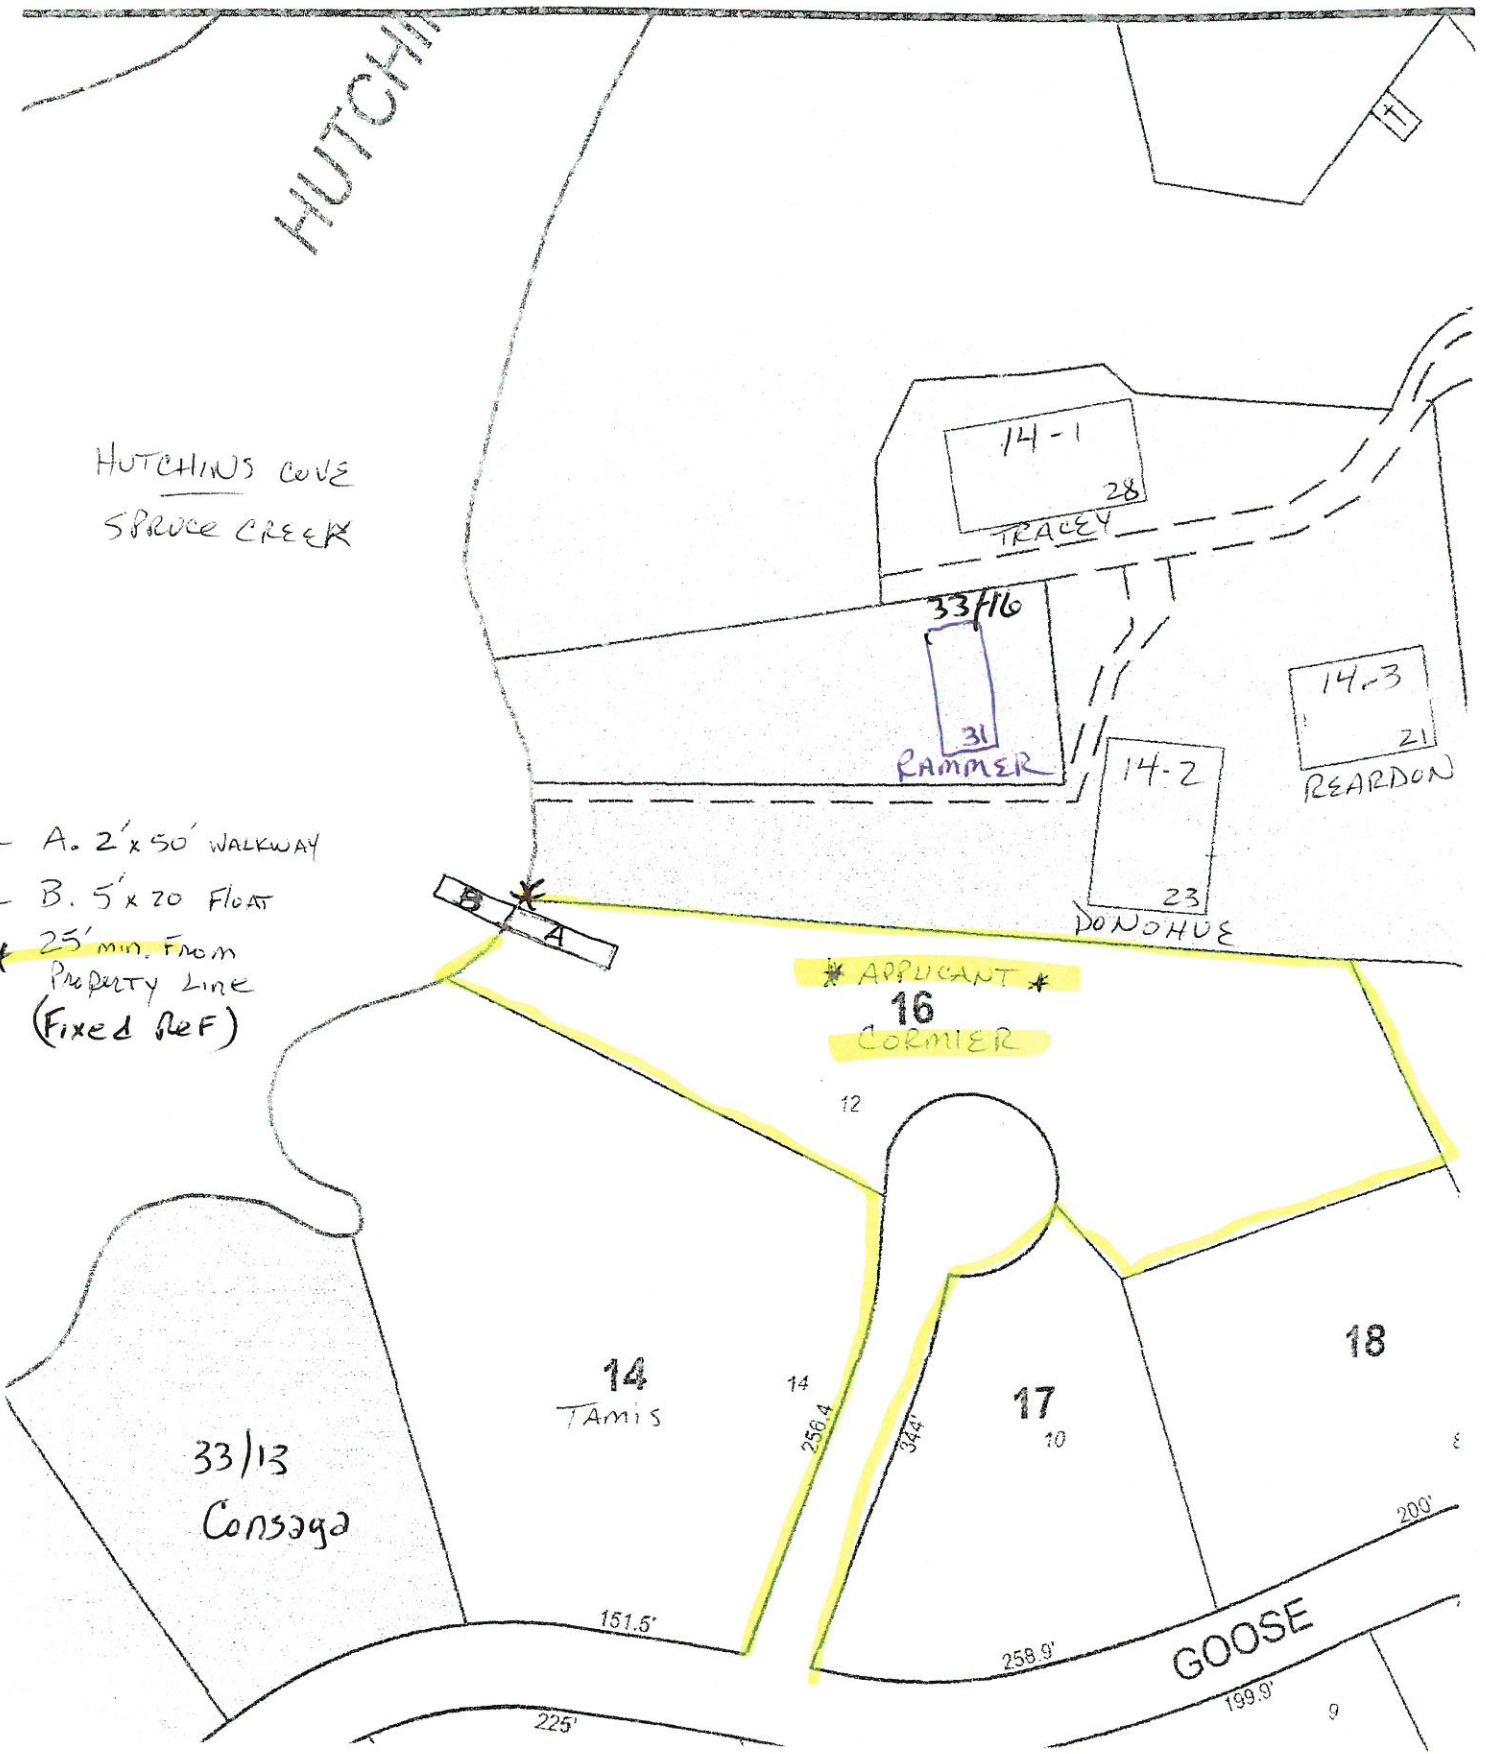 HUTCHI
HUTCHINS COVE
SPRUCE CREEK
14-1
28
TRACEY
33/16
31
RAMMER
14-2
23
DONOHUE
14-3
21
REARDON
- A. 2' x 50' WALKWAY
- B. 5' x 20 FLOAT
* 25' min. From
Property Line
(Fixed Ref)
B
A
* APPLICANT *
16
CORMIER
12
14
TAMIS
14
256.4
344'
17
10
18
8
33/13
Consaga
151.5'
258.9'
200'
GOOSE
225'
199.9'
9